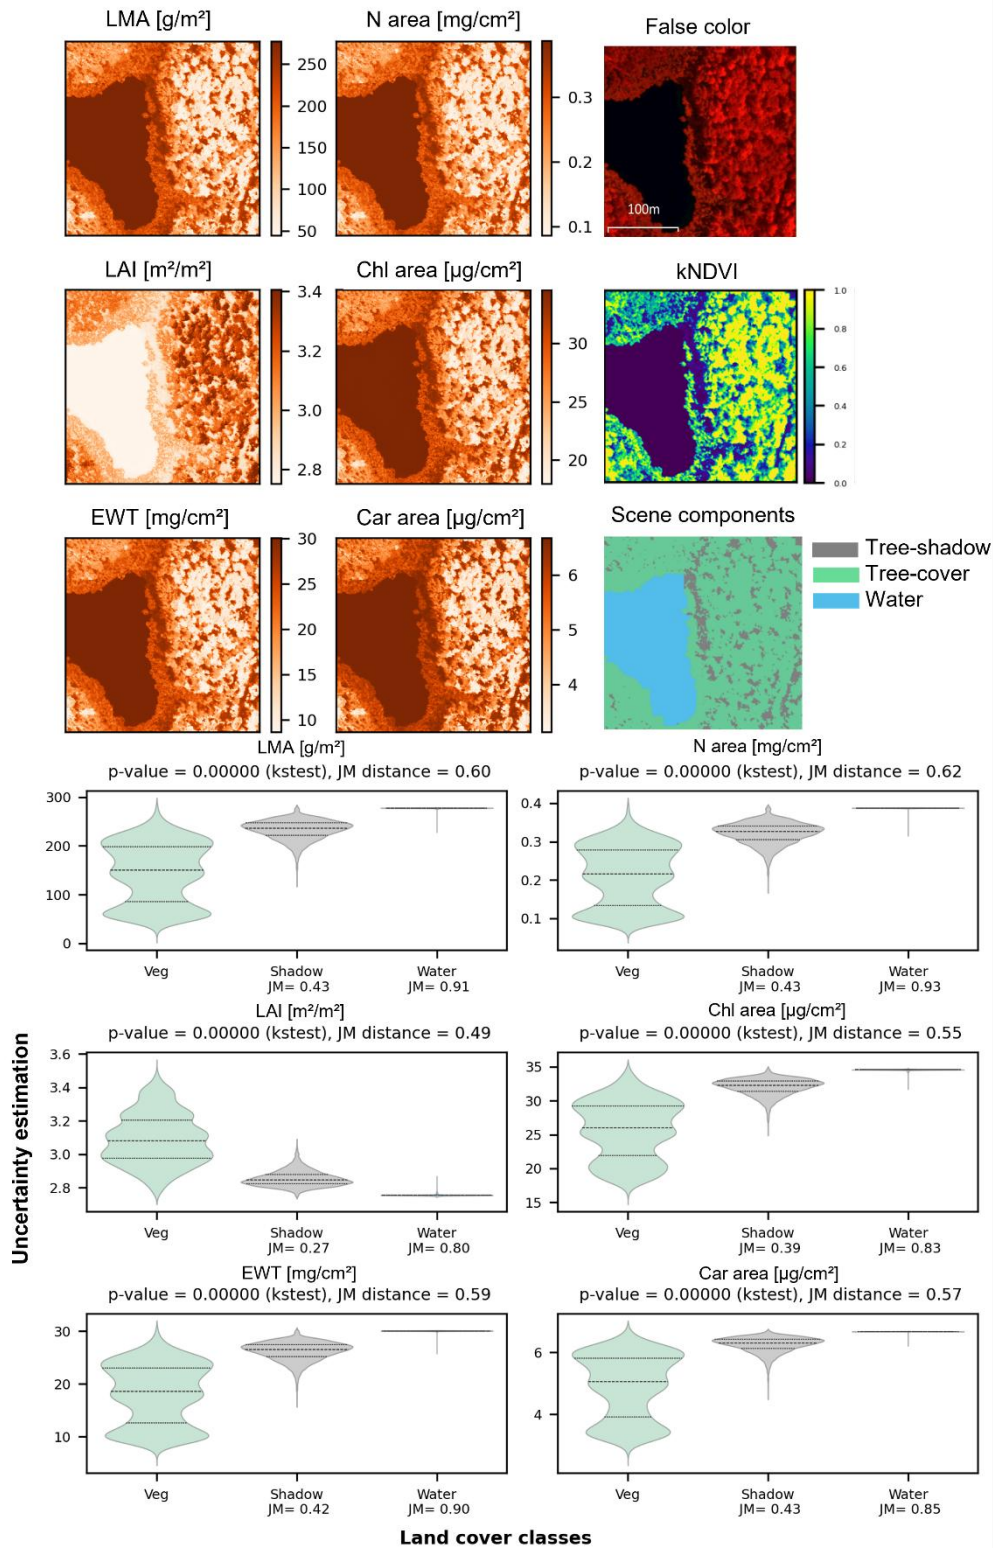 LMA [g/m²]
N area [mg/cm²]
False color
250
200
150
100
50
0.3
0.2
0.1
100m
LAI [m²/m²]
Chl area [µg/cm²]
kNDVI
3.4
3.2
3.0
2.8
30
25
20
1.0
0.8
0.6
0.4
0.2
0.0
EWT [mg/cm²]
Car area [µg/cm²]
Scene components
30
25
20
15
10
6
5
4
Tree-shadow
Tree-cover
Water
LMA [g/m²]
p-value = 0.00000 (kstest), JM distance = 0.60
300
200
100
0
Veg
Shadow
JM= 0.43
Water
JM= 0.91
N area [mg/cm²]
p-value = 0.00000 (kstest), JM distance = 0.62
0.4
0.3
0.2
0.1
Veg
Shadow
JM= 0.43
Water
JM= 0.93
Uncertainty estimation
LAI [m²/m²]
p-value = 0.00000 (kstest), JM distance = 0.49
3.6
3.4
3.2
3.0
2.8
Veg
Shadow
JM= 0.27
Water
JM= 0.80
Chl area [µg/cm²]
p-value = 0.00000 (kstest), JM distance = 0.55
35
30
25
20
15
Veg
Shadow
JM= 0.39
Water
JM= 0.83
EWT [mg/cm²]
p-value = 0.00000 (kstest), JM distance = 0.59
30
20
10
Veg
Shadow
JM= 0.42
Water
JM= 0.90
Car area [µg/cm²]
p-value = 0.00000 (kstest), JM distance = 0.57
6
4
Veg
Shadow
JM= 0.43
Water
JM= 0.85
Land cover classes